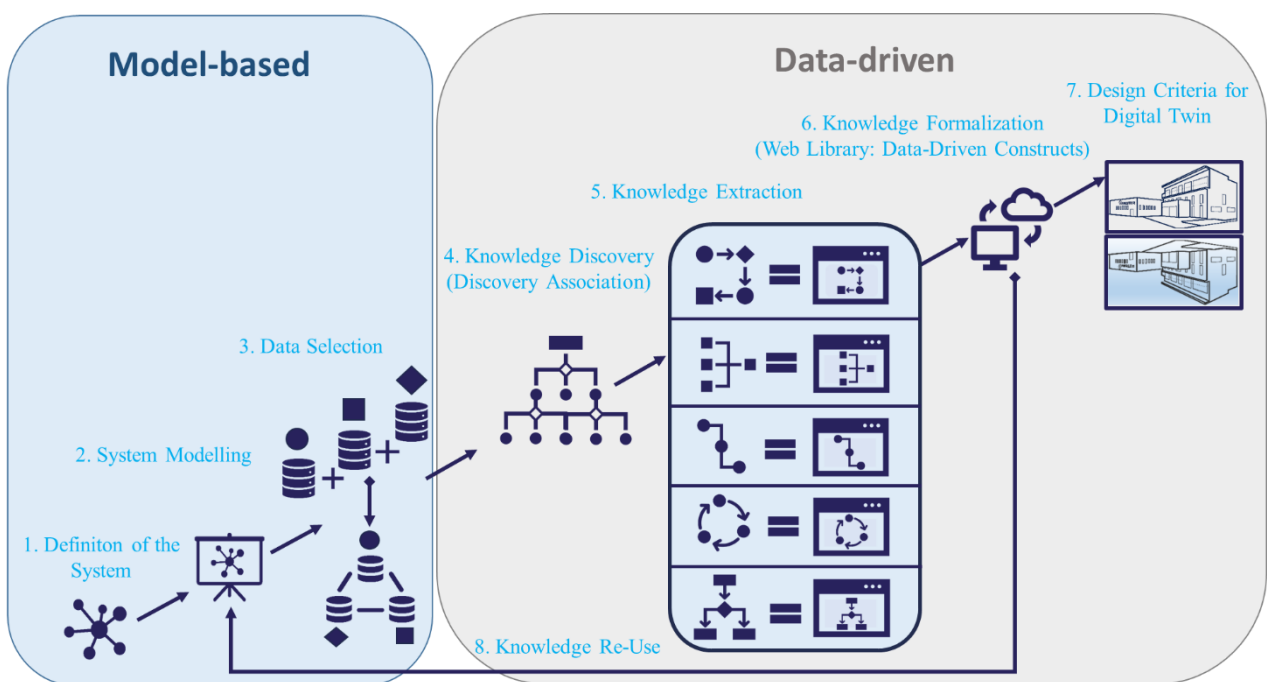 Model-based
Data-driven
1. Definiton of the
System
2. System Modelling
3. Data Selection
4. Knowledge Discovery
(Discovery Association)
5. Knowledge Extraction
6. Knowledge Formalization
(Web Library: Data-Driven Constructs)
7. Design Criteria for
Digital Twin
8. Knowledge Re-Use